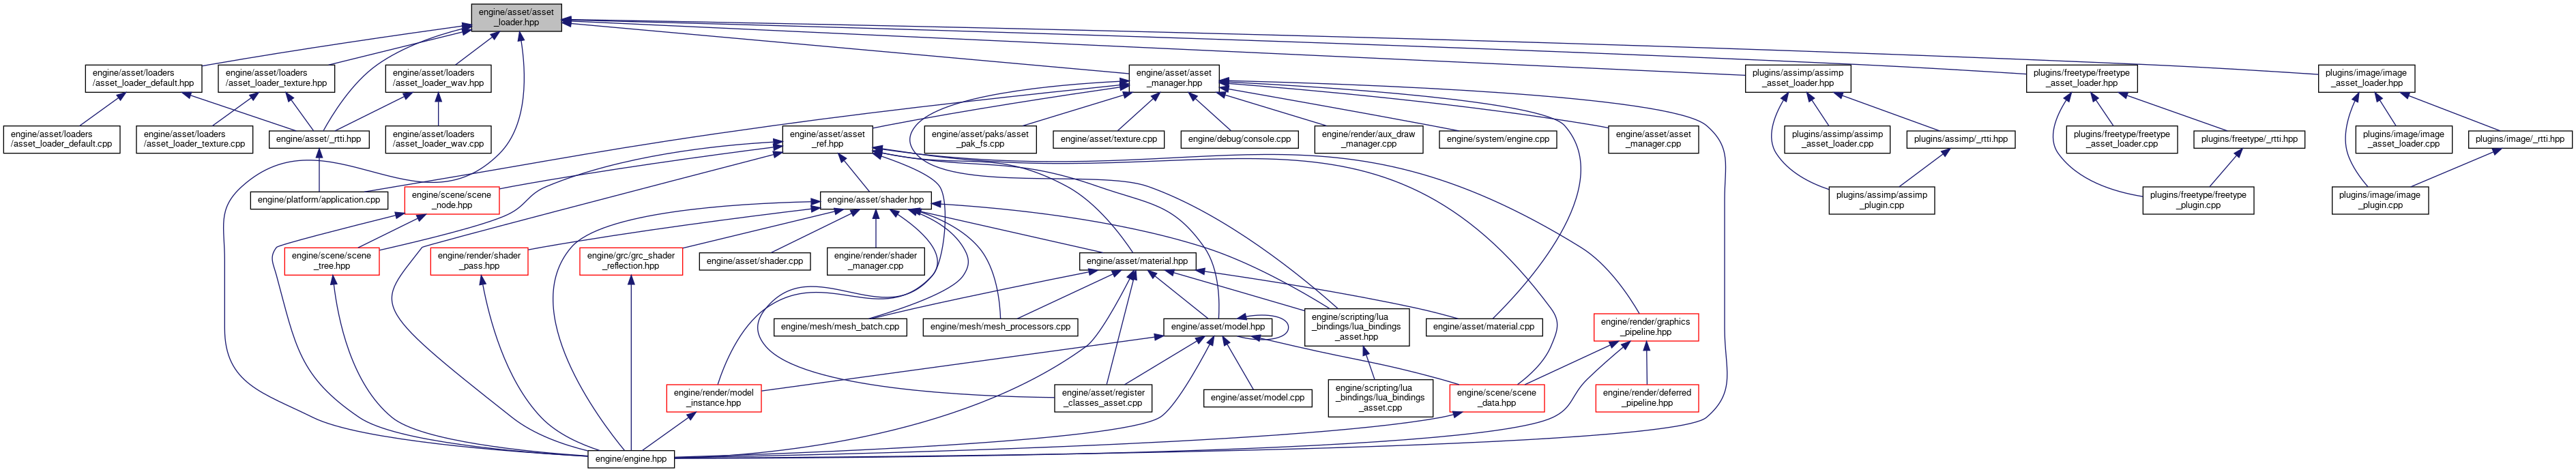 engine/asset/asset
_loader.hpp
engine/asset/loaders
/asset_loader_default.hpp
engine/asset/loaders
/asset_loader_texture.hpp
engine/asset/loaders
/asset_loader_wav.hpp
engine/asset/asset
_manager.hpp
plugins/assimp/assimp
_asset_loader.hpp
plugins/freetype/freetype
_asset_loader.hpp
plugins/image/image
_asset_loader.hpp
engine/asset/loaders
/asset_loader_default.cpp
engine/asset/loaders
/asset_loader_texture.cpp
engine/asset/_rtti.hpp
engine/asset/loaders
/asset_loader_wav.cpp
engine/asset/asset
_ref.hpp
engine/asset/paks/asset
_pak_fs.cpp
engine/asset/texture.cpp
engine/debug/console.cpp
engine/render/aux_draw
_manager.cpp
engine/system/engine.cpp
engine/asset/asset
_manager.cpp
plugins/assimp/assimp
_asset_loader.cpp
plugins/assimp/_rtti.hpp
plugins/freetype/freetype
_asset_loader.cpp
plugins/freetype/_rtti.hpp
plugins/image/image
_asset_loader.cpp
plugins/image/_rtti.hpp
engine/platform/application.cpp
engine/scene/scene
_node.hpp
engine/asset/shader.hpp
plugins/assimp/assimp
_plugin.cpp
plugins/freetype/freetype
_plugin.cpp
plugins/image/image
_plugin.cpp
engine/scene/scene
_tree.hpp
engine/render/shader
_pass.hpp
engine/grc/grc_shader
_reflection.hpp
engine/asset/shader.cpp
engine/render/shader
_manager.cpp
engine/asset/material.hpp
engine/mesh/mesh_batch.cpp
engine/mesh/mesh_processors.cpp
engine/asset/model.hpp
engine/scripting/lua
_bindings/lua_bindings
_asset.hpp
engine/asset/material.cpp
engine/render/graphics
_pipeline.hpp
engine/render/model
_instance.hpp
engine/asset/register
_classes_asset.cpp
engine/asset/model.cpp
engine/scripting/lua
_bindings/lua_bindings
_asset.cpp
engine/scene/scene
_data.hpp
engine/render/deferred
_pipeline.hpp
engine/engine.hpp